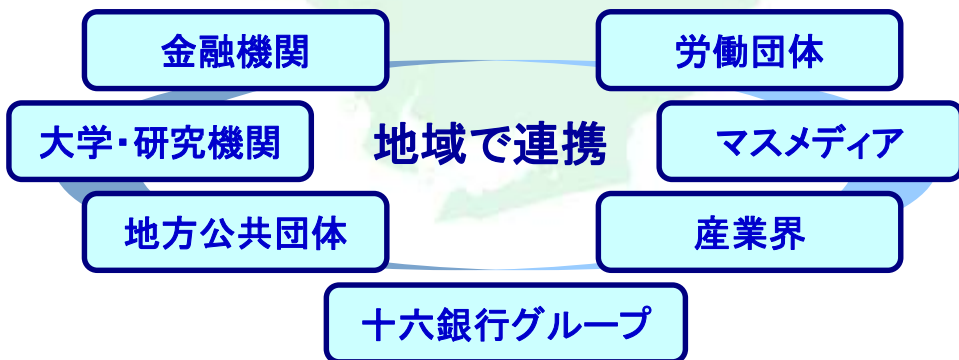 金融機関
労働団体
大学・研究機関
地域で連携
マスメディア
地方公共団体
産業界
十六銀行グループ